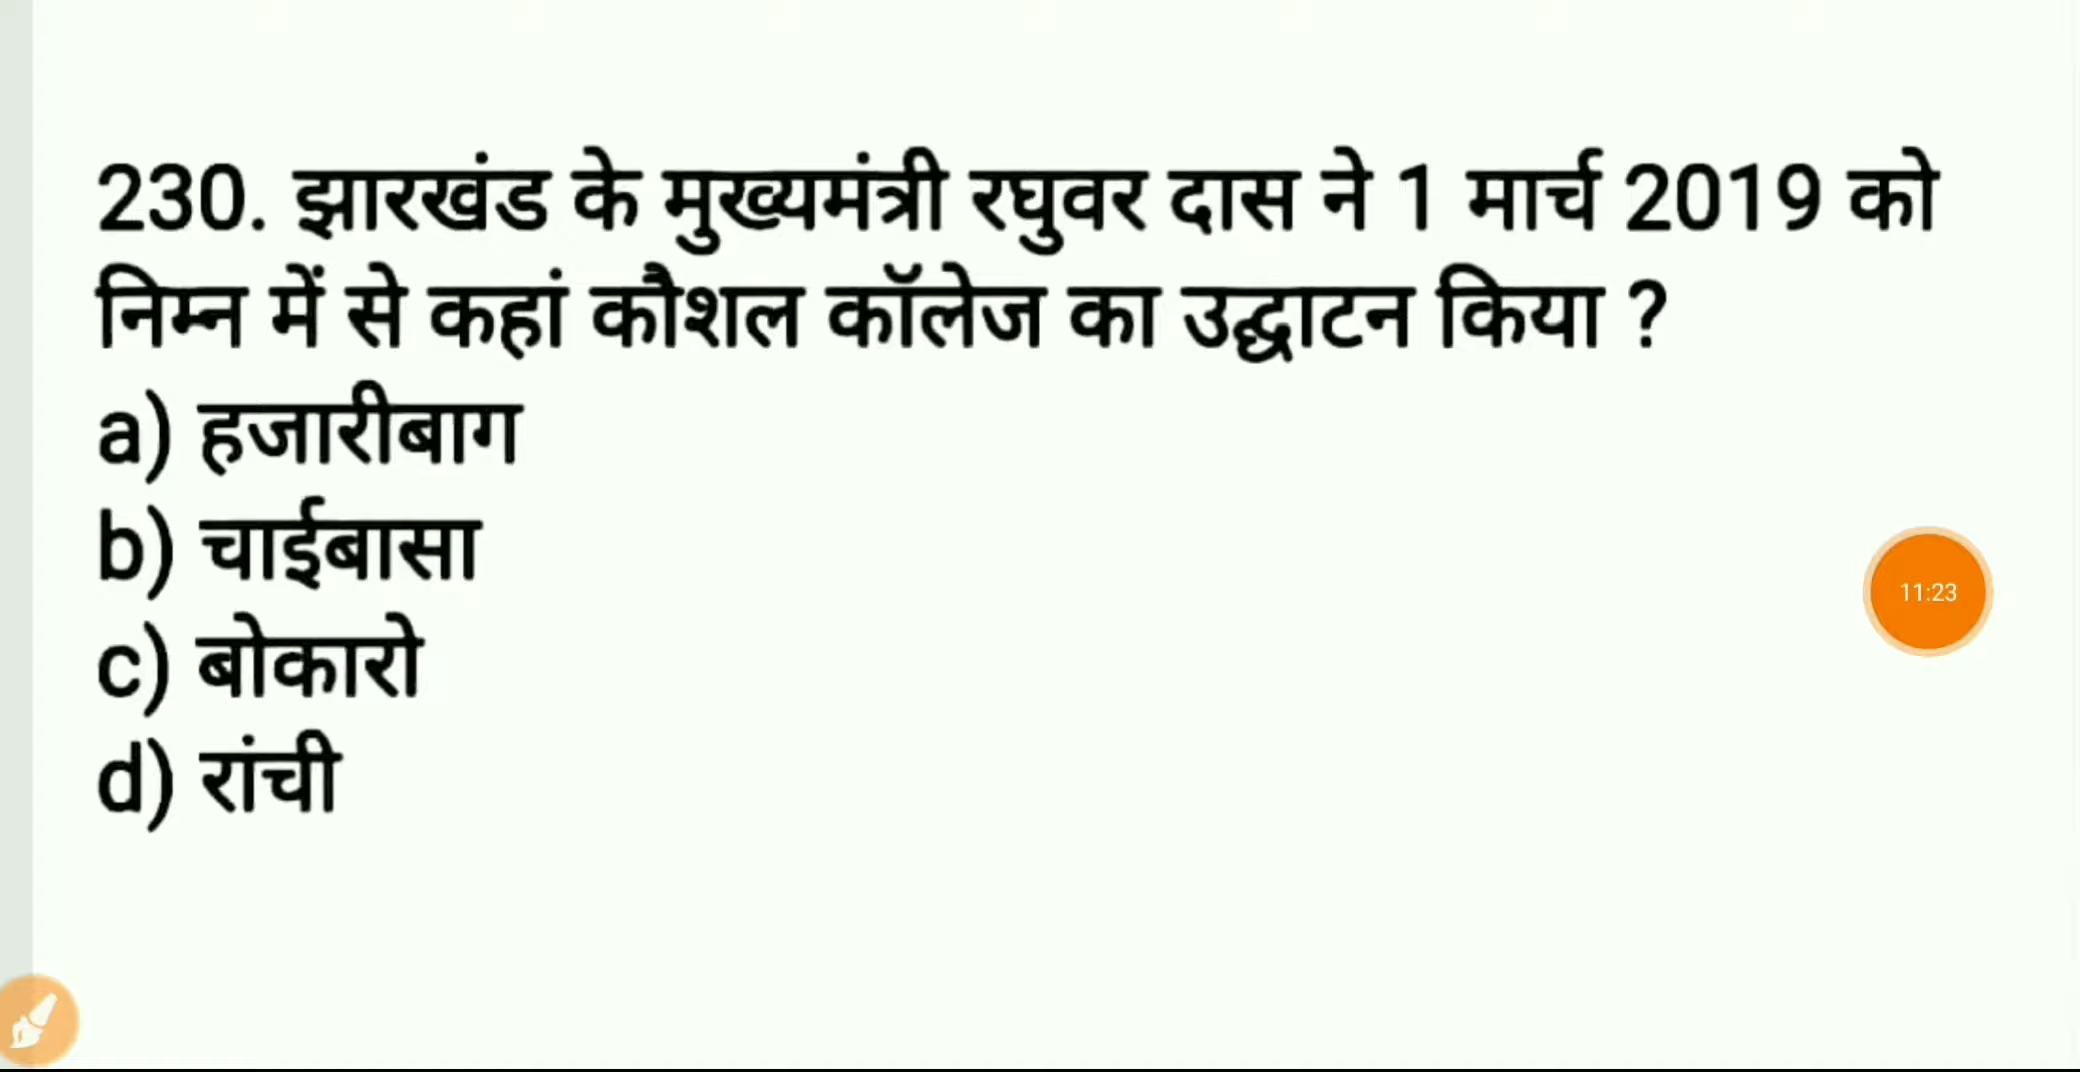 230. झारखंड के मुख्यमंत्री रघुवर दास ने 1 मार्च 2019 को
निम्न में से कहां कौशल कॉलेज का उद्घाटन किया ?
a) हजारीबाग
b) चाईबासा
c) बोकारो
d) रांची
11:23